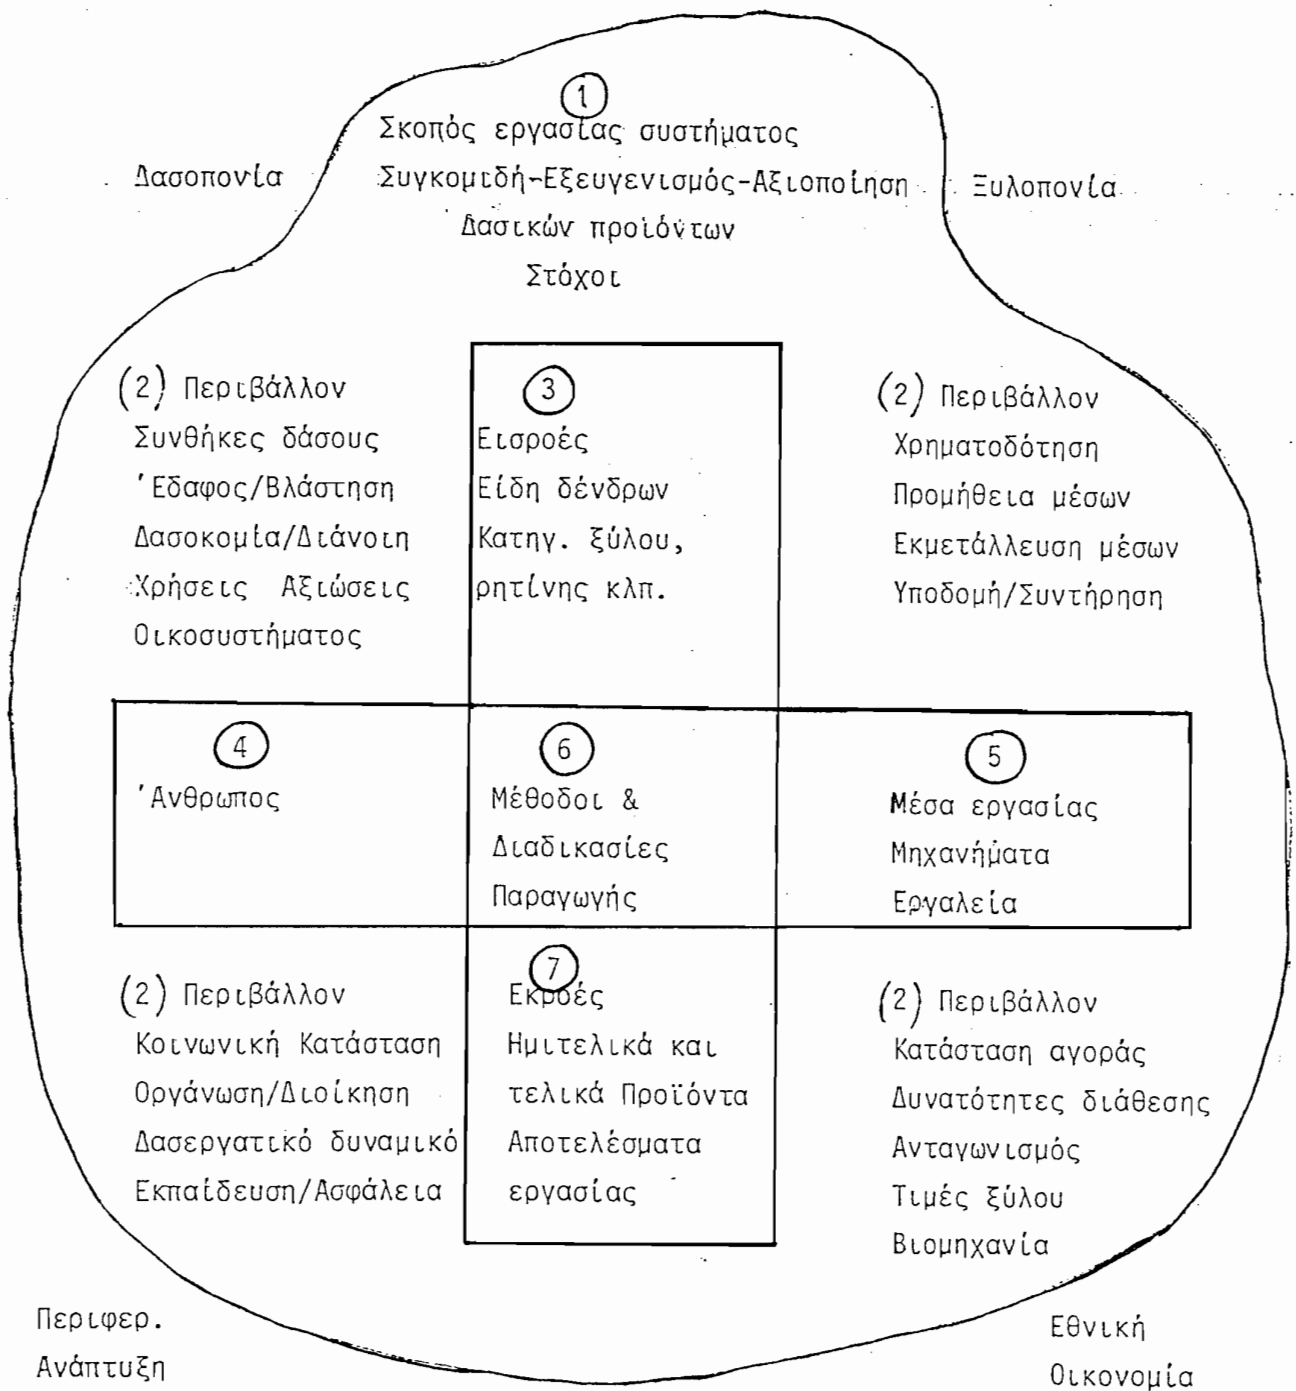 1
Σκοπός εργασίας συστήματος
Δασοπονία
Συγκομιδή-Εξευγενισμός-Αξιοποίηση
Ξυλοπονία
Δασικών προϊόντων
Στόχοι
(2) Περιβάλλον
Συνθήκες δάσους
'Εδαφος/Βλάστηση
Δασοκομία/Διάνοιη
Χρήσεις Αξιώσεις
Οικοσυστήματος
3
Εισροές
Είδη δένδρων
Κατηγ. ξύλου,
ρητίνης κλπ.
(2) Περιβάλλον
Χρηματοδότηση
Προμήθεια μέσων
Εκμετάλλευση μέσων
Υποδομή/Συντήρηση
4
'Ανθρωπος
6
Μέθοδοι &
Διαδικασίες
Παραγωγής
5
Μέσα εργασίας
Μηχανήματα
Εργαλεία
(2) Περιβάλλον
Κοινωνική Κατάσταση
Οργάνωση/Διοίκηση
Δασεργατικό δυναμικό
Εκπαίδευση/Ασφάλεια
7
Εκροές
Ημιτελικά και
τελικά Προϊόντα
Αποτελέσματα
εργασίας
(2) Περιβάλλον
Κατάσταση αγοράς
Δυνατότητες διάθεσης
Ανταγωνισμός
Τιμές ξύλου
Βιομηχανία
Περιφερ.
Ανάπτυξη
Εθνική
Οικονομία